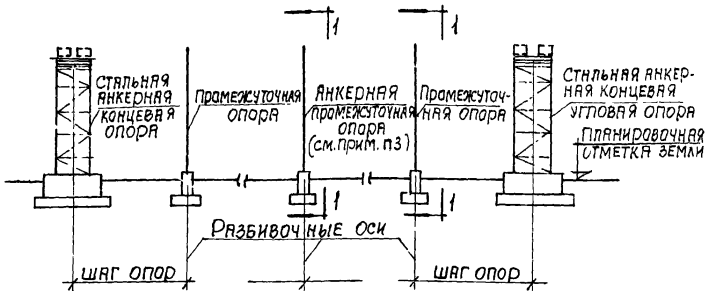 1
1
Стальная
анкерная
концевая
опора
Промежуточная
опора
Анкерная
промежуточная
опора
(см. прим. п3)
Промежуточ-
ная опора
Стальная анкер-
ная концевая
угловая опора
Планировочная
отметка земли
1
1
Разбивочные оси
шаг опор
шаг опор